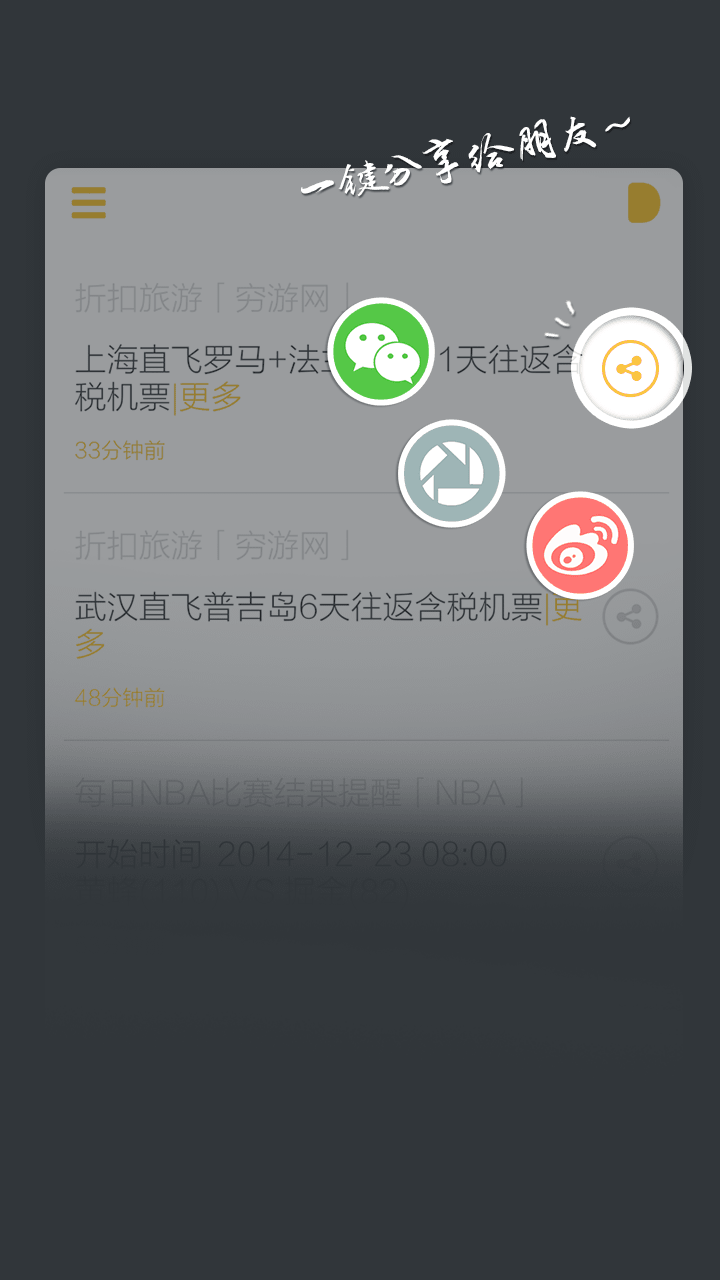 一键分享给朋友~
折扣旅游「穷游网」
上海直飞罗马+法 1天往返含
税机票|更多
33分钟前
折扣旅游「穷游网」
武汉直飞普吉岛6天往返含税机票|更
多
48分钟前
每日NBA比赛结果提醒「NBA」
开始时间 2014-12-23 08:00